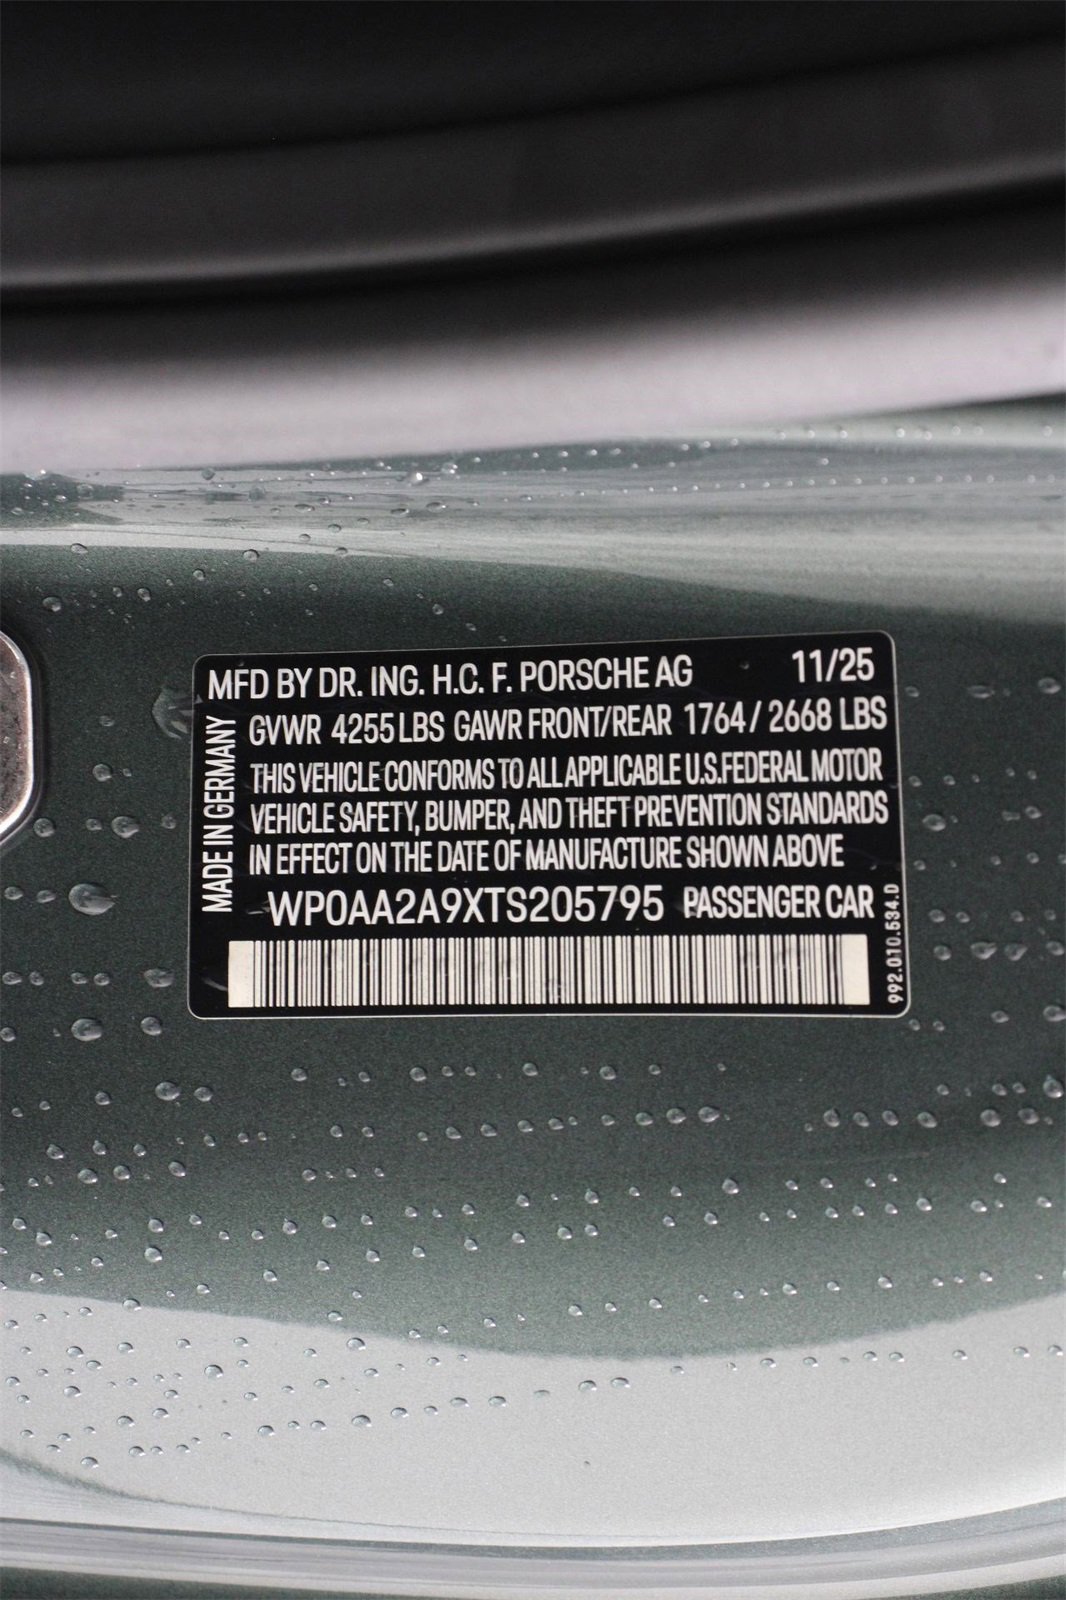 MFD BY DR. ING. H.C. F. PORSCHE AG 11/25
GVWR 4255 LBS GAWR FRONT/REAR 1764 / 2668 LBS
THIS VEHICLE CONFORMS TO ALL APPLICABLE U.S.FEDERAL MOTOR
VEHICLE SAFETY, BUMPER, AND THEFT PREVENTION STANDARDS
IN EFFECT ON THE DATE OF MANUFACTURE SHOWN ABOVE
WP0AA2A9XTS205795 PASSENGER CAR
MADE IN GERMANY
992.010.534.D